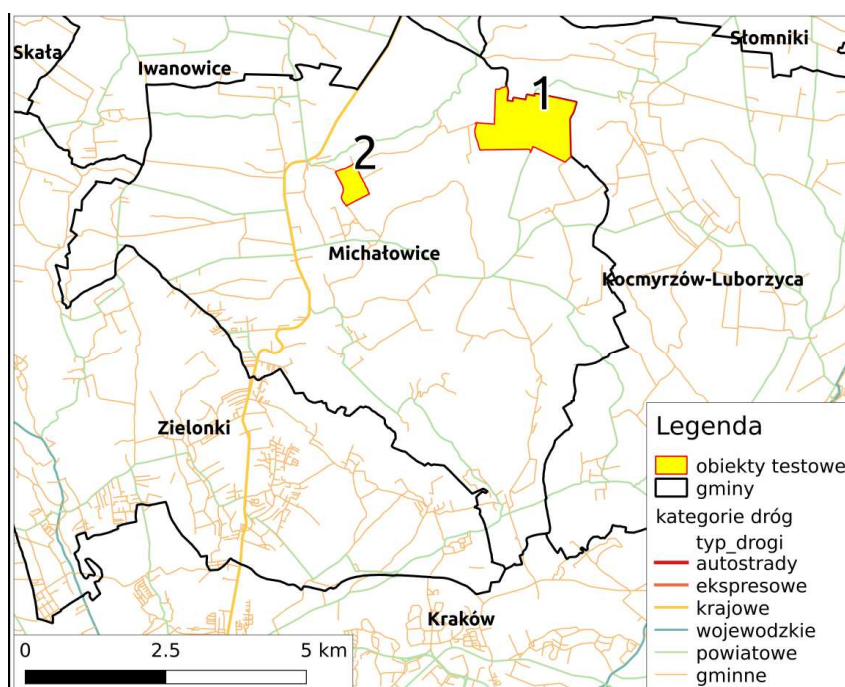 Skała
Iwanowice
Słomniki
1
2
Michałowice
Kocmyrzów-Luborzyca
Zielonki
Kraków
Legenda
obiekty testowe
gminy
kategorie dróg
typ_drogi
autostrady
ekspresowe
krajowe
wojewodzkie
powiatowe
gminne
0 2.5 5 km